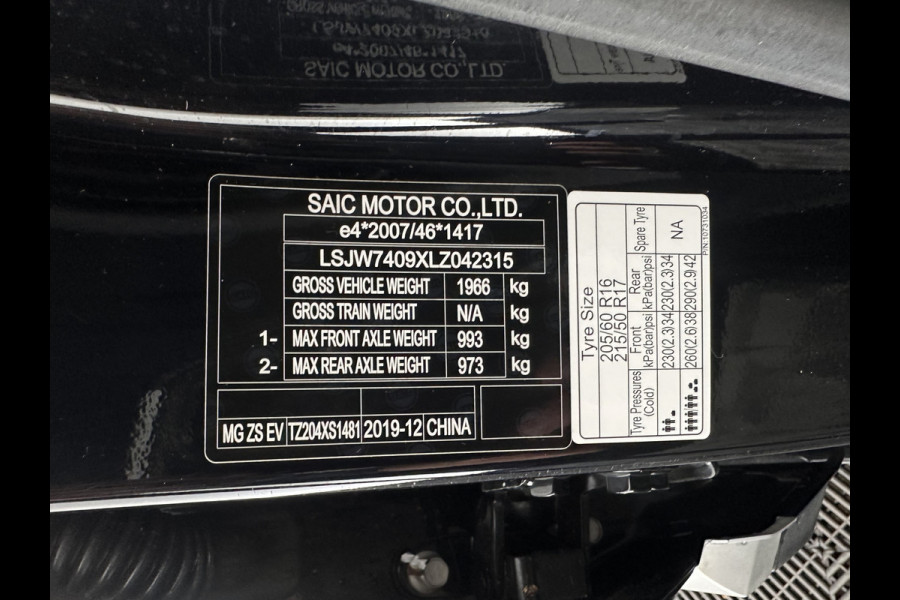 SAIC MOTOR CO.,LTD.
e4*2007/46*1417
LSJW7409XLZ042315
GROSS VEHICLE WEIGHT 1966 kg
GROSS TRAIN WEIGHT N/A kg
1- MAX FRONT AXLE WEIGHT 993 kg
2- MAX REAR AXLE WEIGHT 973 kg
MG ZS EV TZ204XS1481 2019-12 CHINA
Tyre Size
205/60 R16
215/50 R17
Tyre Pressures (Cold)
Front kPa(bar)psi
Rear kPa(bar)psi
Spare Tyre
230(2.3)34 230(2.3)34
260(2.6)38 290(2.9)42
NA
P/N:10731034